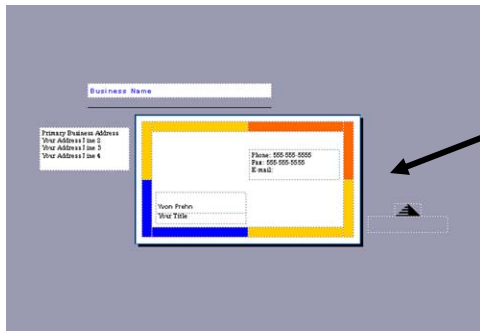 Business Name
Primary Business Address
Your Address Line 2
Your Address Line 3
Your Address Line 4
Phone: 555-555-5555
Fax: 555-555-5555
E-mail:
Yvon Prehn
Your Title